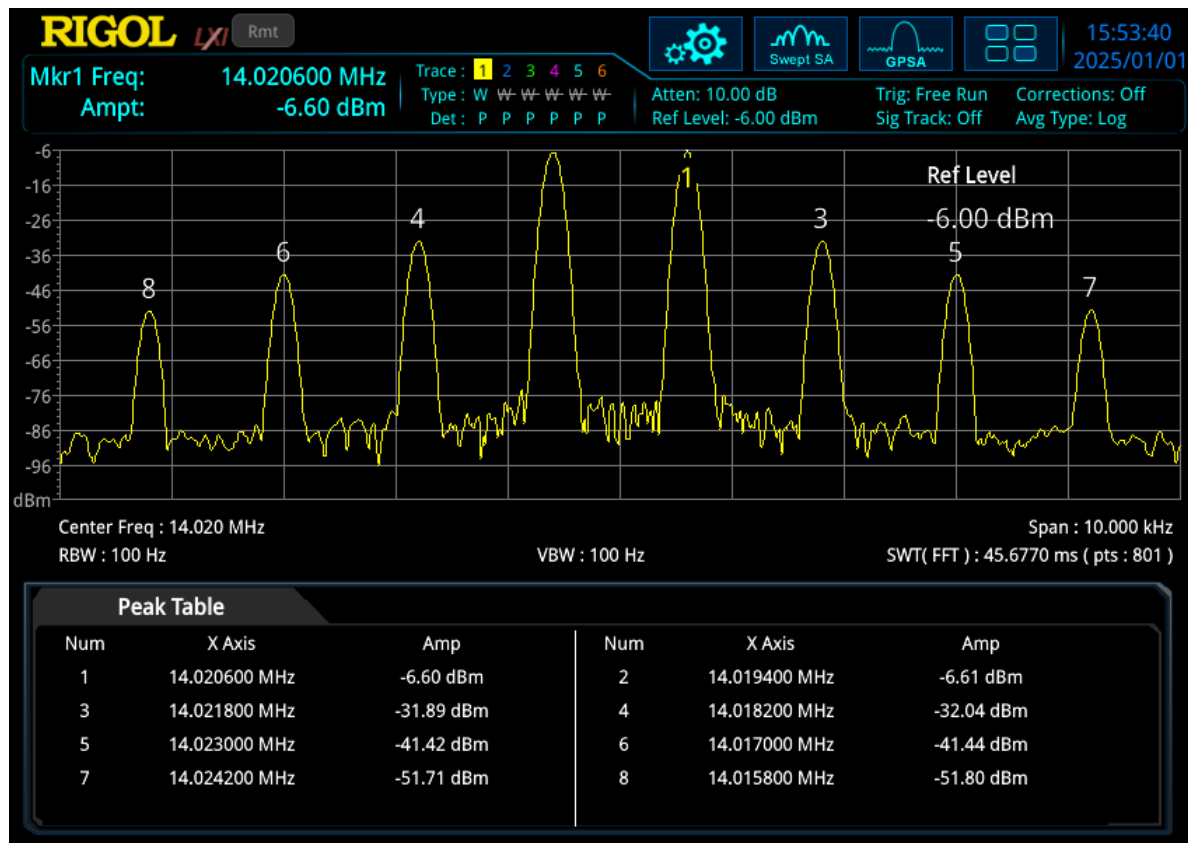 RIGOL LXI Rmt
Swept SA
GPSA
15:53:40
2025/01/01
Mkr1 Freq: 14.020600 MHz
Ampt: -6.60 dBm
Trace : 1 2 3 4 5 6
Type : W W W W W W
Det : P P P P P P
Atten: 10.00 dB
Ref Level: -6.00 dBm
Trig: Free Run
Sig Track: Off
Corrections: Off
Avg Type: Log
-6
-16
-26
-36
-46
-56
-66
-76
-86
-96
dBm
8
6
4
1
3
5
7
Ref Level
-6.00 dBm
Center Freq : 14.020 MHz
Span : 10.000 kHz
RBW : 100 Hz
VBW : 100 Hz
SWT( FFT ) : 45.6770 ms ( pts : 801 )
Peak Table
Num X Axis Amp Num X Axis Amp
1 14.020600 MHz -6.60 dBm 2 14.019400 MHz -6.61 dBm
3 14.021800 MHz -31.89 dBm 4 14.018200 MHz -32.04 dBm
5 14.023000 MHz -41.42 dBm 6 14.017000 MHz -41.44 dBm
7 14.024200 MHz -51.71 dBm 8 14.015800 MHz -51.80 dBm